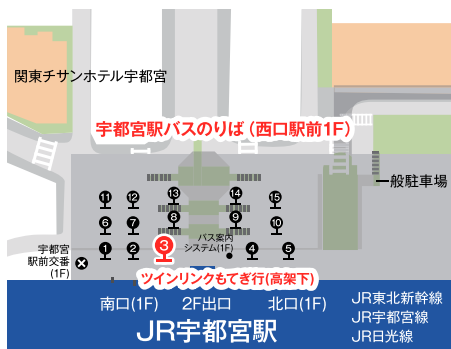 関東チサンホテル宇都宮
宇都宮駅バスのりば（西口駅前1F）
一般駐車場
11
12
13
14
15
6
7
8
9
10
宇都宮
駅前交番
(1F)
1
2
3
バス案内
システム(1F)
4
5
ツインリンクもてぎ行(高架下)
南口(1F)
2F出口
北口(1F)
JR宇都宮駅
JR東北新幹線
JR宇都宮線
JR日光線